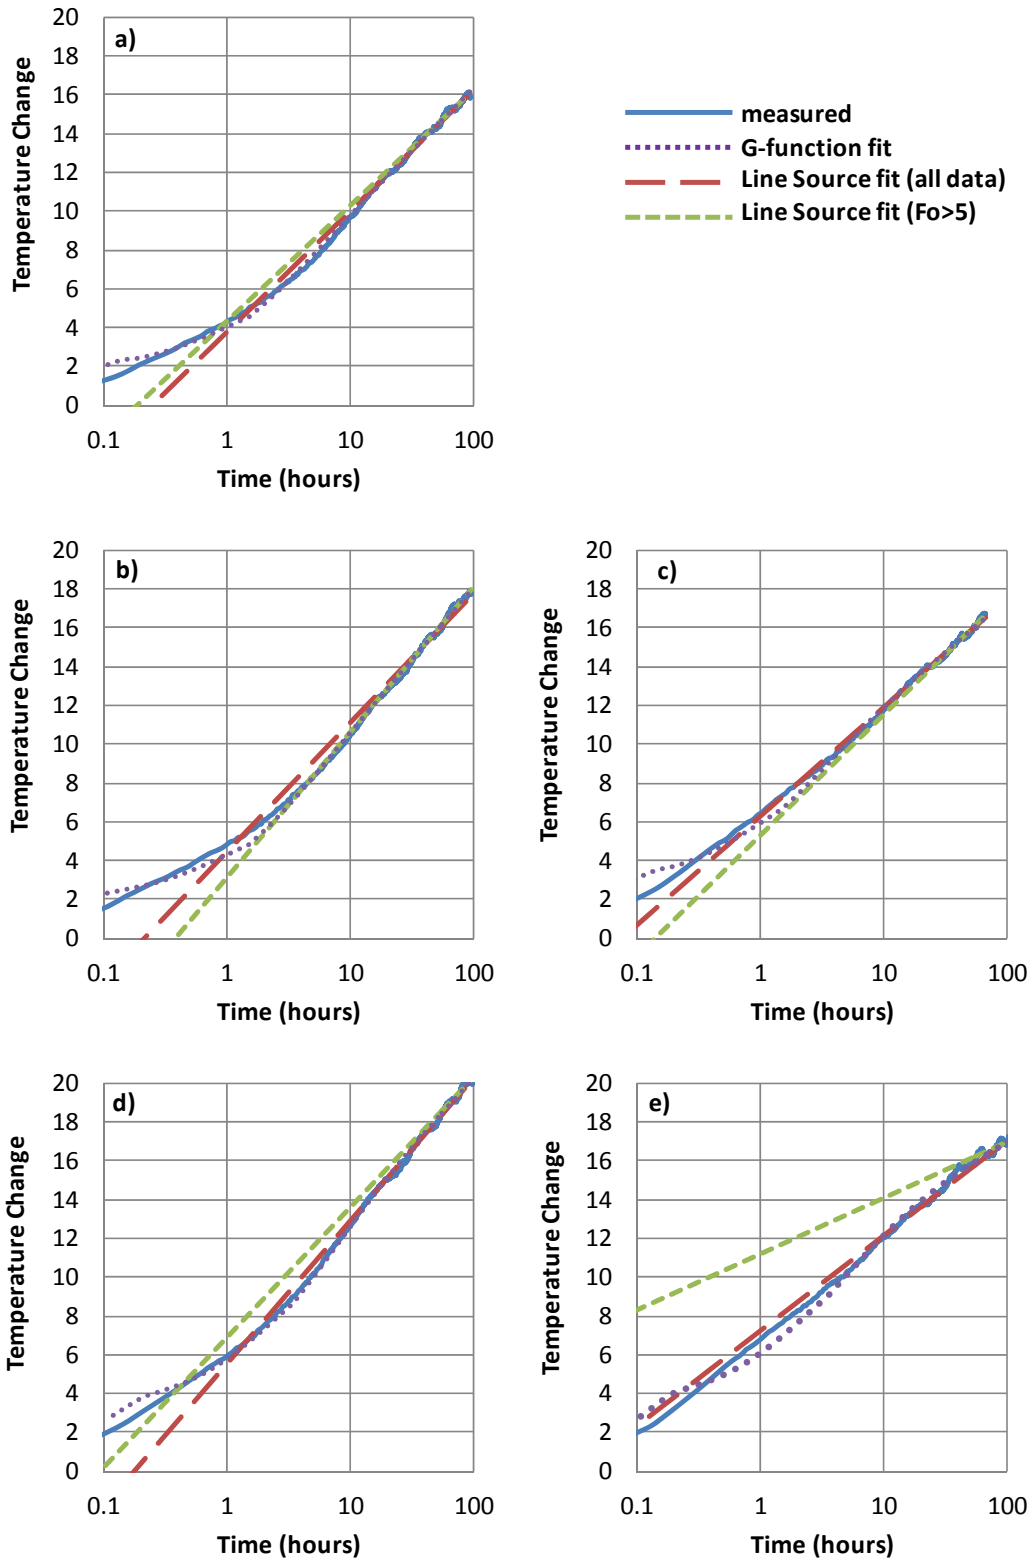 a)
Temperature Change
20
18
16
14
12
10
8
6
4
2
0
0.1 1 10 100
Time (hours)
measured
G-function fit
Line Source fit (all data)
Line Source fit (Fo>5)
b)
Temperature Change
20
18
16
14
12
10
8
6
4
2
0
0.1 1 10 100
Time (hours)
c)
Temperature Change
20
18
16
14
12
10
8
6
4
2
0
0.1 1 10 100
Time (hours)
d)
Temperature Change
20
18
16
14
12
10
8
6
4
2
0
0.1 1 10 100
Time (hours)
e)
Temperature Change
20
18
16
14
12
10
8
6
4
2
0
0.1 1 10 100
Time (hours)